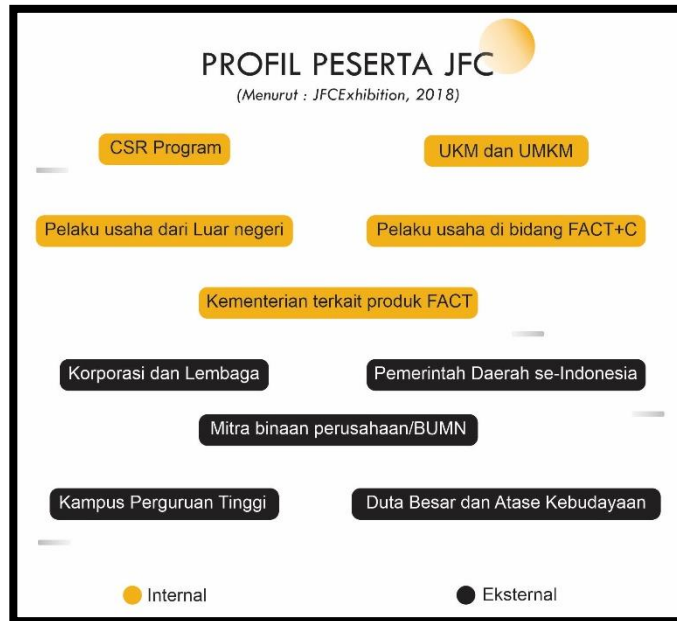 PROFIL PESERTA JFC
(Menurut : JFCExhibition, 2018)
CSR Program
UKM dan UMKM
Pelaku usaha dari Luar negeri
Pelaku usaha di bidang FACT+C
Kementerian terkait produk FACT
Korporasi dan Lembaga
Pemerintah Daerah se-Indonesia
Mitra binaan perusahaan/BUMN
Kampus Perguruan Tinggi
Duta Besar dan Atase Kebudayaan
Internal
Eksternal